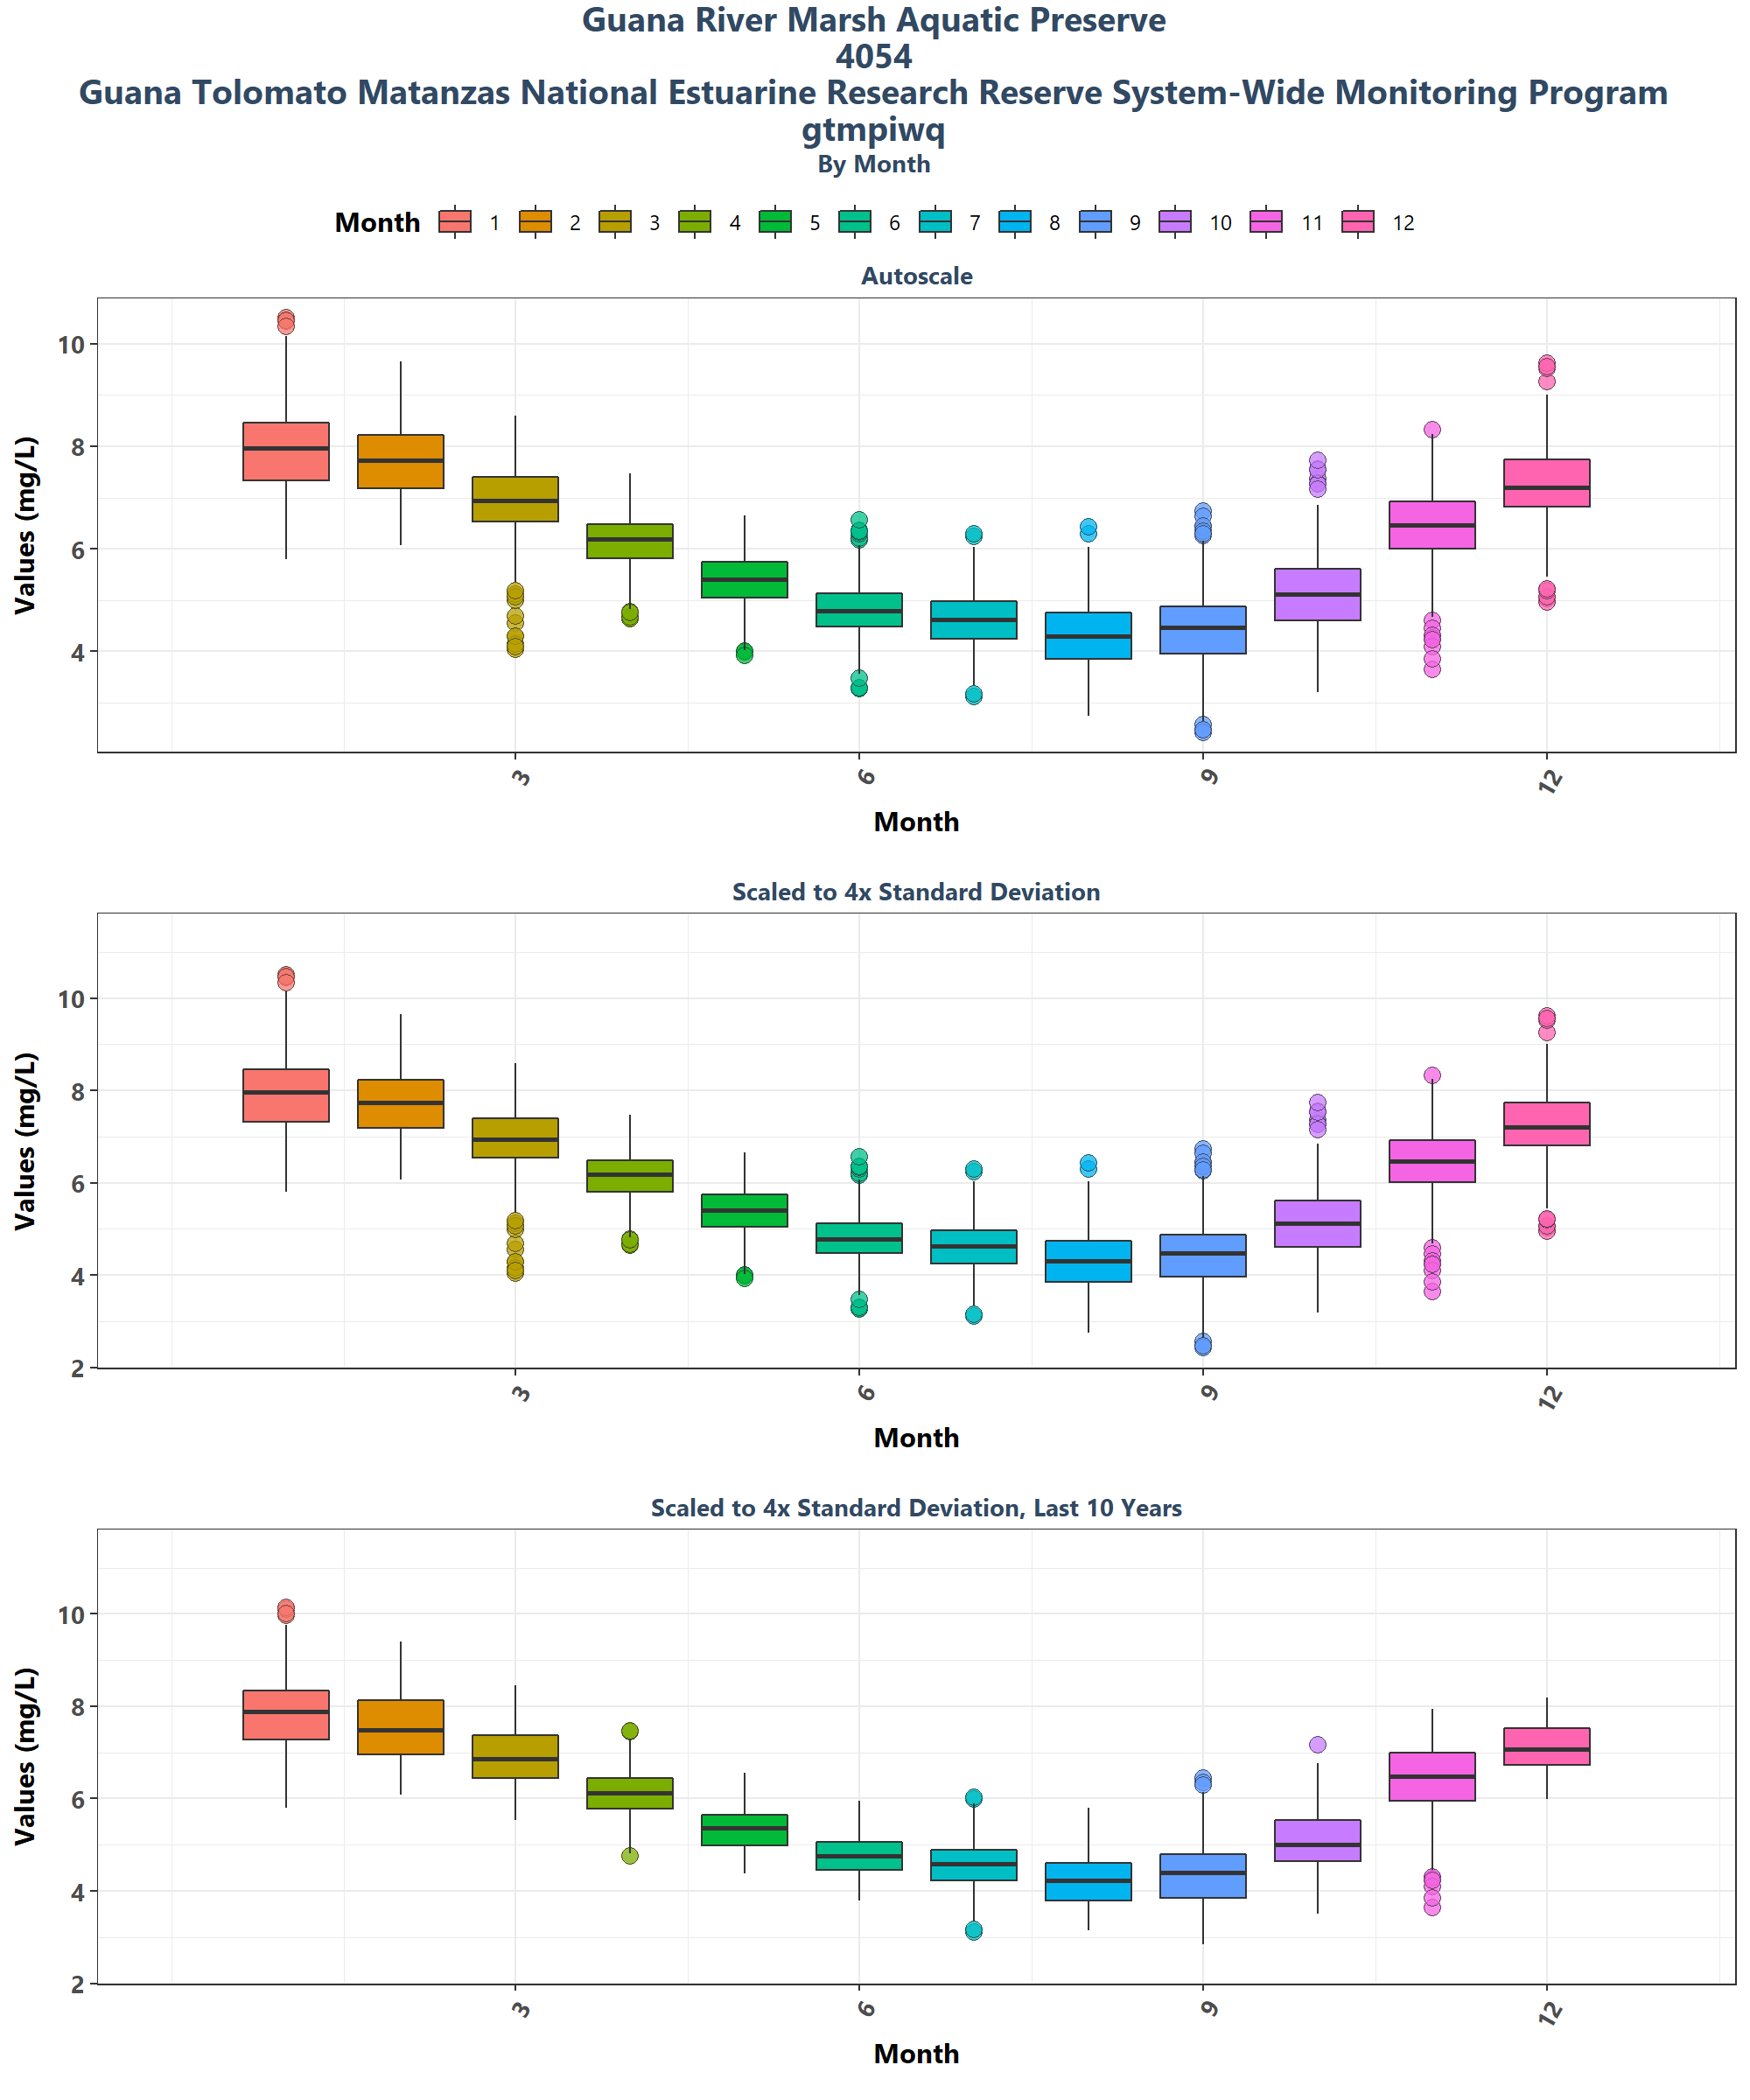 Guana River Marsh Aquatic Preserve
4054
Guana Tolomato Matanzas National Estuarine Research Reserve System-Wide Monitoring Program
gtmpiwq
By Month
Month 1 2 3 4 5 6 7 8 9 10 11 12
Autoscale
Values (mg/L)
10
8
6
4
3 6 9 12
Month
Scaled to 4x Standard Deviation
Values (mg/L)
10
8
6
4
2
3 6 9 12
Month
Scaled to 4x Standard Deviation, Last 10 Years
Values (mg/L)
10
8
6
4
2
3 6 9 12
Month